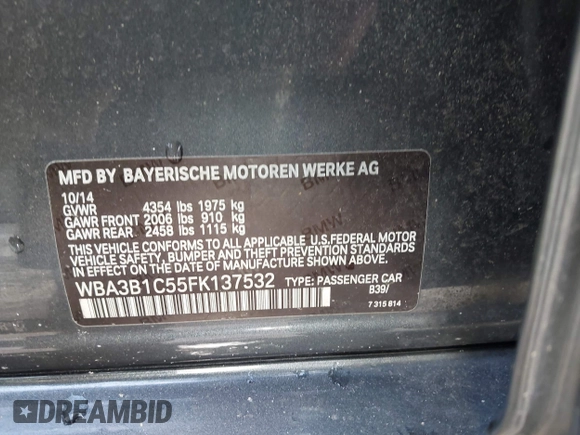 MFD BY BAYERISCHE MOTOREN WERKE AG
10/14
GVWR 4354 lbs 1975 kg
GAWR FRONT 2006 lbs 910 kg
GAWR REAR 2458 lbs 1115 kg
THIS VEHICLE CONFORMS TO ALL APPLICABLE U.S.FEDERAL MOTOR
VEHICLE SAFETY, BUMPER AND THEFT PREVENTION STANDARDS
IN EFFECT ON THE DATE OF MANUFACTURE SHOWN ABOVE.
WBA3B1C55FK137532 TYPE: PASSENGER CAR
B39/
7 315 814
DREAMBID